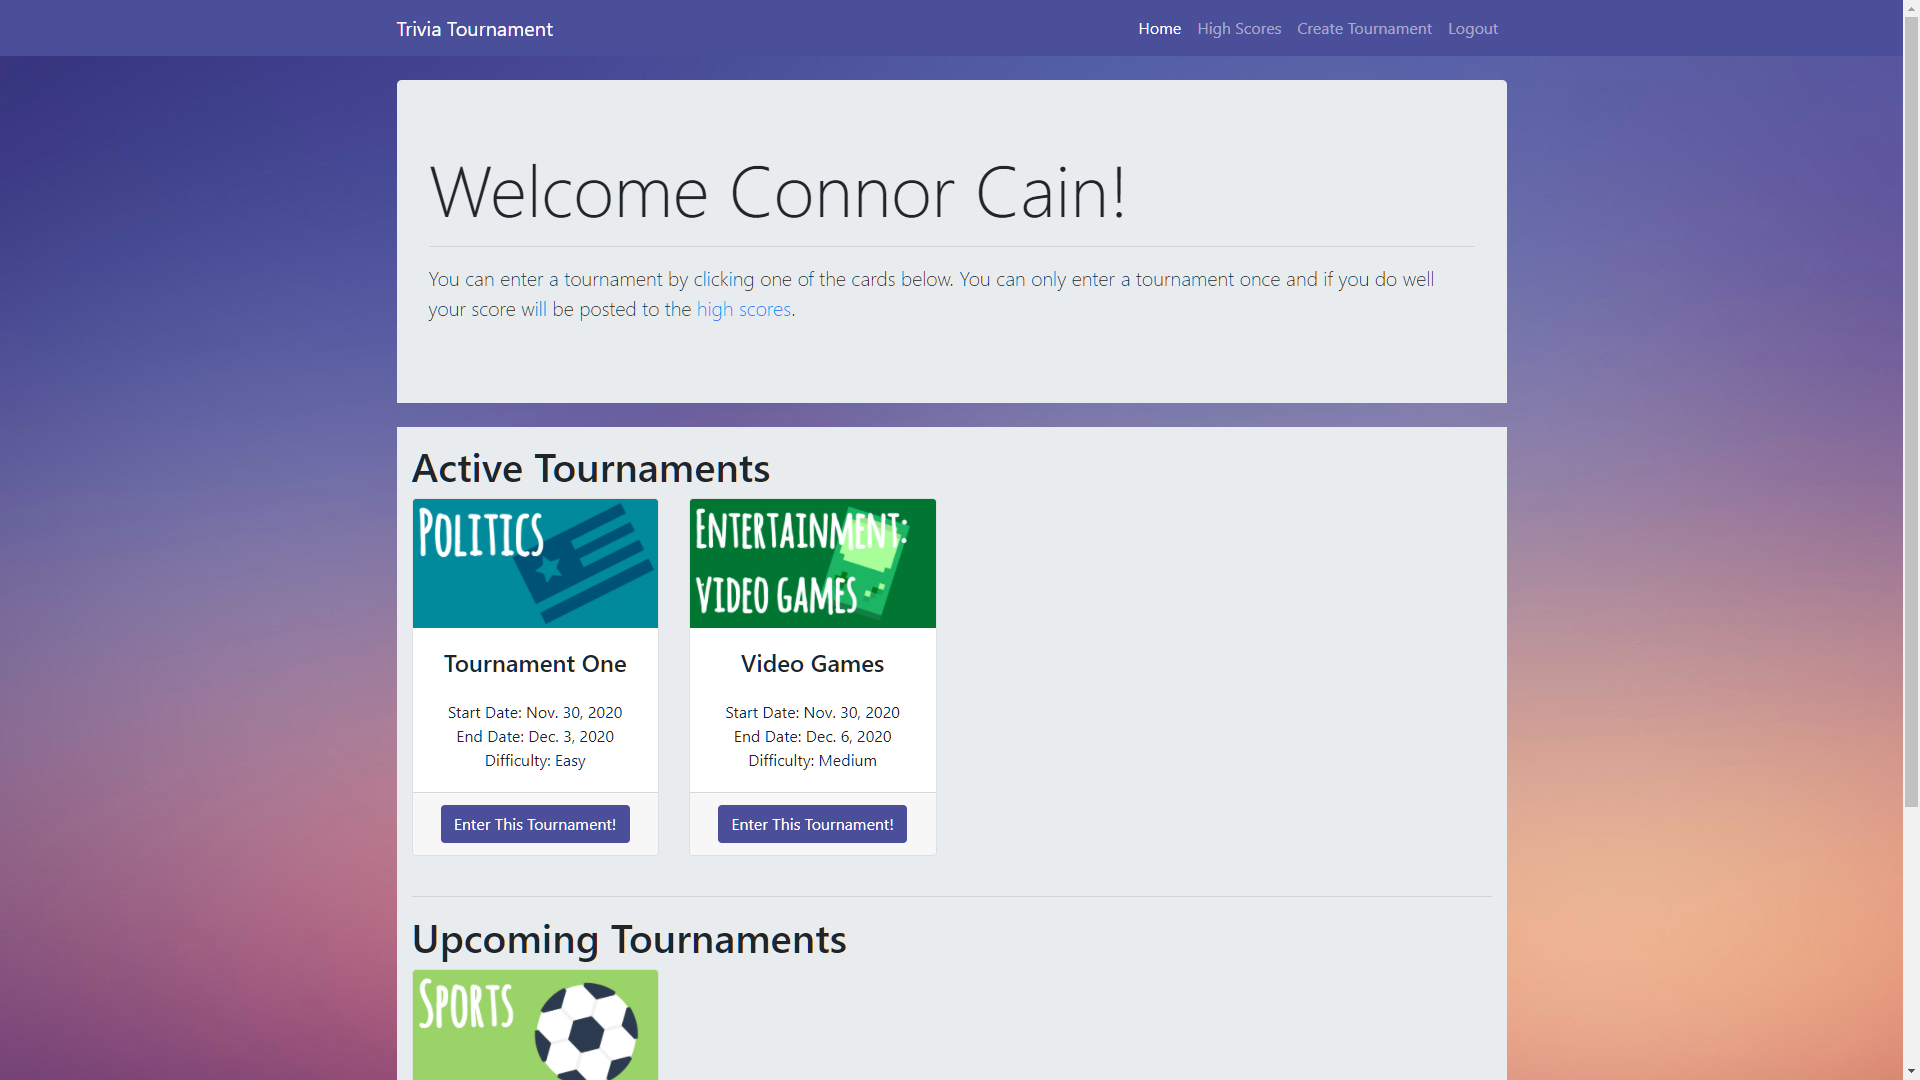 Trivia Tournament
Home High Scores Create Tournament Logout
Welcome Connor Cain!
You can enter a tournament by clicking one of the cards below. You can only enter a tournament once and if you do well
your score will be posted to the high scores.
Active Tournaments
POLITICS
Tournament One
Start Date: Nov. 30, 2020
End Date: Dec. 3, 2020
Difficulty: Easy
Enter This Tournament!
ENTERTAINMENT:
VIDEO GAMES
Video Games
Start Date: Nov. 30, 2020
End Date: Dec. 6, 2020
Difficulty: Medium
Enter This Tournament!
Upcoming Tournaments
SPORTS